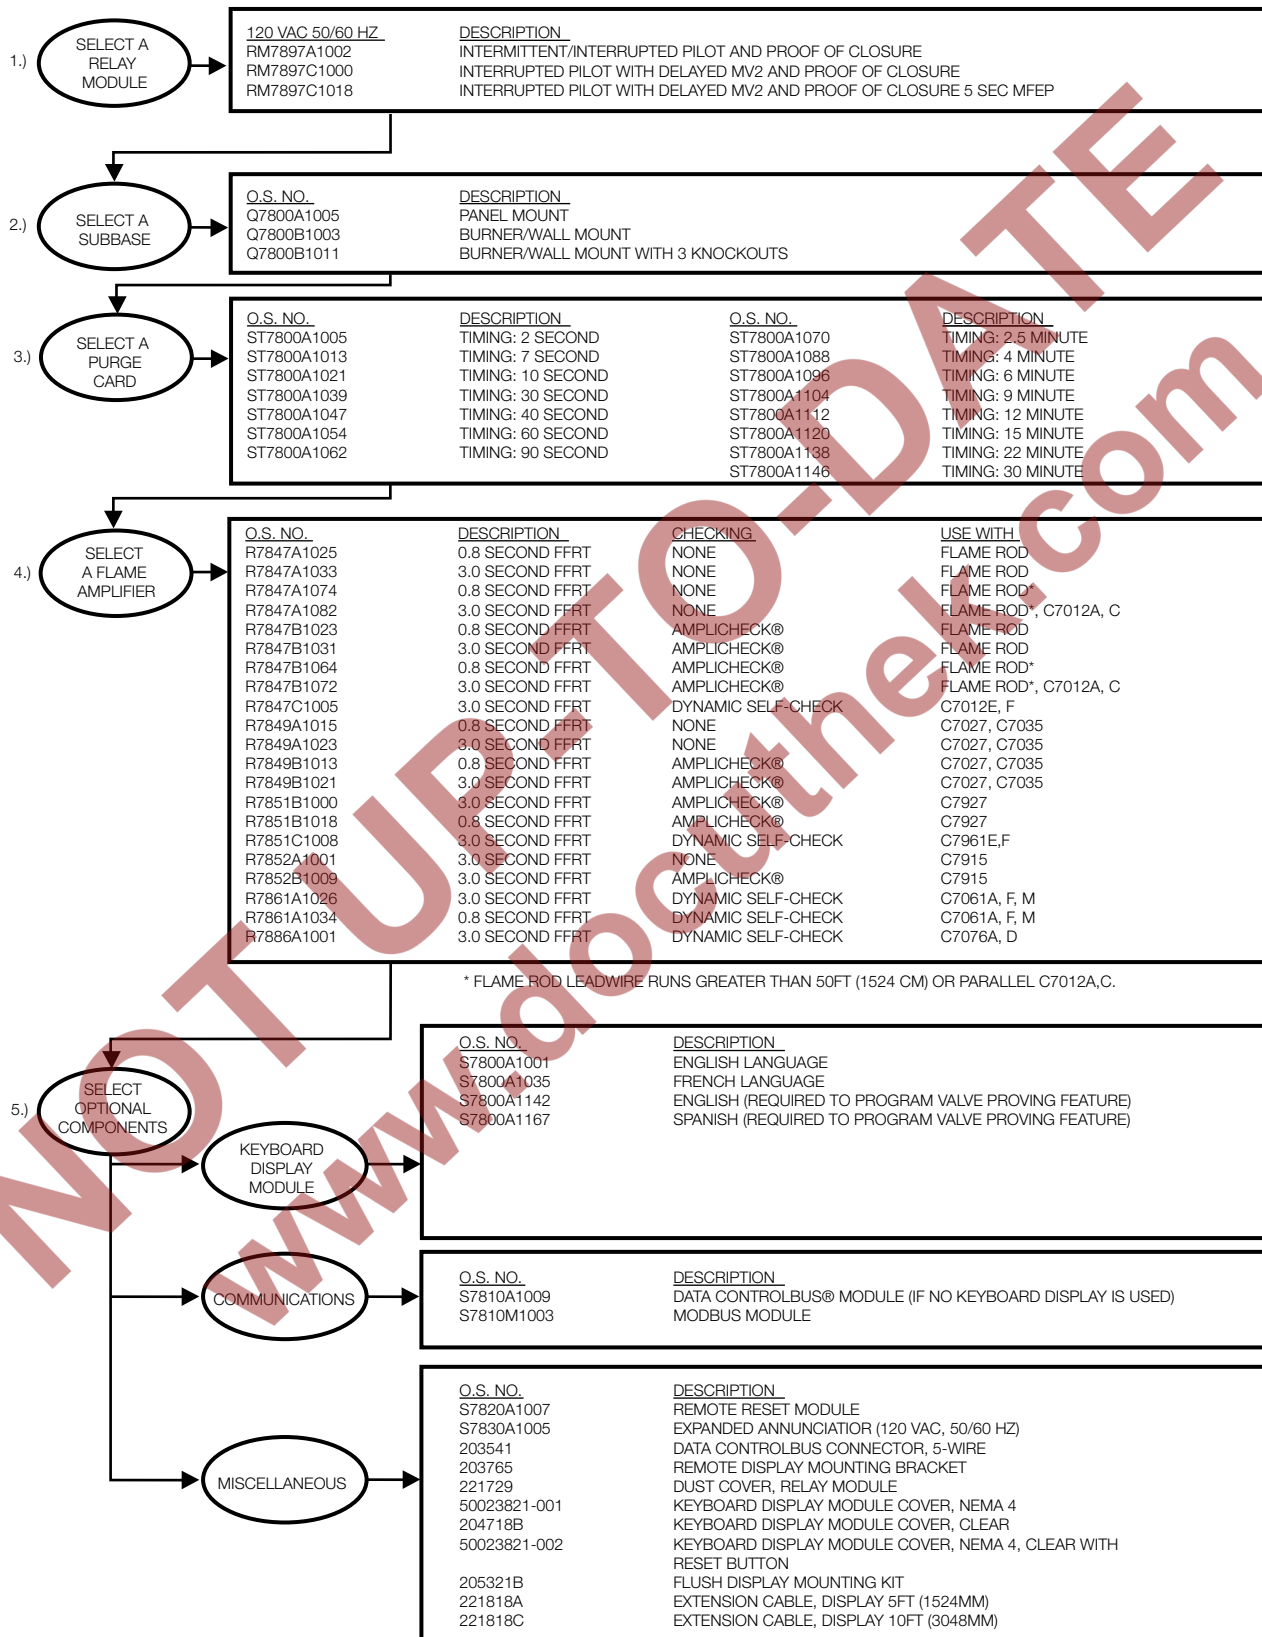 1.)
SELECT A
RELAY
MODULE
120 VAC 50/60 HZ DESCRIPTION
RM7897A1002 INTERMITTENT/INTERRUPTED PILOT AND PROOF OF CLOSURE
RM7897C1000 INTERRUPTED PILOT WITH DELAYED MV2 AND PROOF OF CLOSURE
RM7897C1018 INTERRUPTED PILOT WITH DELAYED MV2 AND PROOF OF CLOSURE 5 SEC MFEP
2.)
SELECT A
SUBBASE
O.S. NO. DESCRIPTION
Q7800A1005 PANEL MOUNT
Q7800B1003 BURNER/WALL MOUNT
Q7800B1011 BURNER/WALL MOUNT WITH 3 KNOCKOUTS
3.)
SELECT A
PURGE
CARD
O.S. NO. DESCRIPTION O.S. NO. DESCRIPTION
ST7800A1005 TIMING: 2 SECOND ST7800A1070 TIMING: 2.5 MINUTE
ST7800A1013 TIMING: 7 SECOND ST7800A1088 TIMING: 4 MINUTE
ST7800A1021 TIMING: 10 SECOND ST7800A1096 TIMING: 6 MINUTE
ST7800A1039 TIMING: 30 SECOND ST7800A1104 TIMING: 9 MINUTE
ST7800A1047 TIMING: 40 SECOND ST7800A1112 TIMING: 12 MINUTE
ST7800A1054 TIMING: 60 SECOND ST7800A1120 TIMING: 15 MINUTE
ST7800A1062 TIMING: 90 SECOND ST7800A1138 TIMING: 22 MINUTE
ST7800A1146 TIMING: 30 MINUTE
4.)
SELECT
A FLAME
AMPLIFIER
O.S. NO. DESCRIPTION CHECKING USE WITH
R7847A1025 0.8 SECOND FFRT NONE FLAME ROD
R7847A1033 3.0 SECOND FFRT NONE FLAME ROD
R7847A1074 0.8 SECOND FFRT NONE FLAME ROD*
R7847A1082 3.0 SECOND FFRT NONE FLAME ROD*, C7012A, C
R7847B1023 0.8 SECOND FFRT AMPLICHECK® FLAME ROD
R7847B1031 3.0 SECOND FFRT AMPLICHECK® FLAME ROD
R7847B1064 0.8 SECOND FFRT AMPLICHECK® FLAME ROD*
R7847B1072 3.0 SECOND FFRT AMPLICHECK® FLAME ROD*, C7012A, C
R7847C1005 3.0 SECOND FFRT DYNAMIC SELF-CHECK C7012E, F
R7849A1015 0.8 SECOND FFRT NONE C7027, C7035
R7849A1023 3.0 SECOND FFRT NONE C7027, C7035
R7849B1013 0.8 SECOND FFRT AMPLICHECK® C7027, C7035
R7849B1021 3.0 SECOND FFRT AMPLICHECK® C7027, C7035
R7851B1000 3.0 SECOND FFRT AMPLICHECK® C7927
R7851B1018 0.8 SECOND FFRT AMPLICHECK® C7927
R7851C1008 3.0 SECOND FFRT DYNAMIC SELF-CHECK C7961E,F
R7852A1001 3.0 SECOND FFRT NONE C7915
R7852B1009 3.0 SECOND FFRT AMPLICHECK® C7915
R7861A1026 3.0 SECOND FFRT DYNAMIC SELF-CHECK C7061A, F, M
R7861A1034 0.8 SECOND FFRT DYNAMIC SELF-CHECK C7061A, F, M
R7886A1001 3.0 SECOND FFRT DYNAMIC SELF-CHECK C7076A, D
* FLAME ROD LEADWIRE RUNS GREATER THAN 50FT (1524 CM) OR PARALLEL C7012A,C.
5.)
SELECT
OPTIONAL
COMPONENTS
KEYBOARD
DISPLAY
MODULE
O.S. NO. DESCRIPTION
S7800A1001 ENGLISH LANGUAGE
S7800A1035 FRENCH LANGUAGE
S7800A1142 ENGLISH (REQUIRED TO PROGRAM VALVE PROVING FEATURE)
S7800A1167 SPANISH (REQUIRED TO PROGRAM VALVE PROVING FEATURE)
COMMUNICATIONS
O.S. NO. DESCRIPTION
S7810A1009 DATA CONTROLBUS® MODULE (IF NO KEYBOARD DISPLAY IS USED)
S7810M1003 MODBUS MODULE
MISCELLANEOUS
O.S. NO. DESCRIPTION
S7820A1007 REMOTE RESET MODULE
S7830A1005 EXPANDED ANNUNCIATIOR (120 VAC, 50/60 HZ)
203541 DATA CONTROLBUS CONNECTOR, 5-WIRE
203765 REMOTE DISPLAY MOUNTING BRACKET
221729 DUST COVER, RELAY MODULE
50023821-001 KEYBOARD DISPLAY MODULE COVER, NEMA 4
204718B KEYBOARD DISPLAY MODULE COVER, CLEAR
50023821-002 KEYBOARD DISPLAY MODULE COVER, NEMA 4, CLEAR WITH
RESET BUTTON
205321B FLUSH DISPLAY MOUNTING KIT
221818A EXTENSION CABLE, DISPLAY 5FT (1524MM)
221818C EXTENSION CABLE, DISPLAY 10FT (3048MM)
NOT UP-TO-DATE
www.docuthek.com